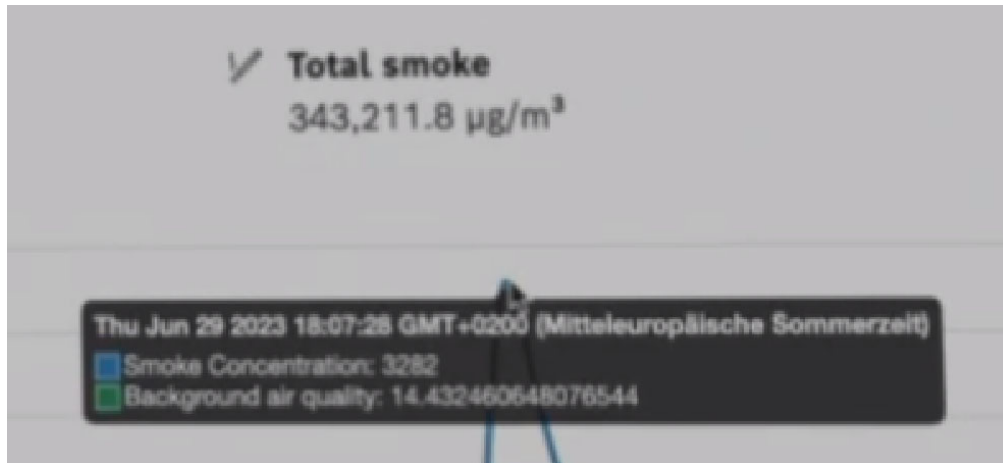 Total smoke
343,211.8 µg/m³
Thu Jun 29 2023 18:07:28 GMT+0200 (Mitteleuropäische Sommerzeit)
Smoke Concentration: 3282
Background air quality: 14.432460648076544